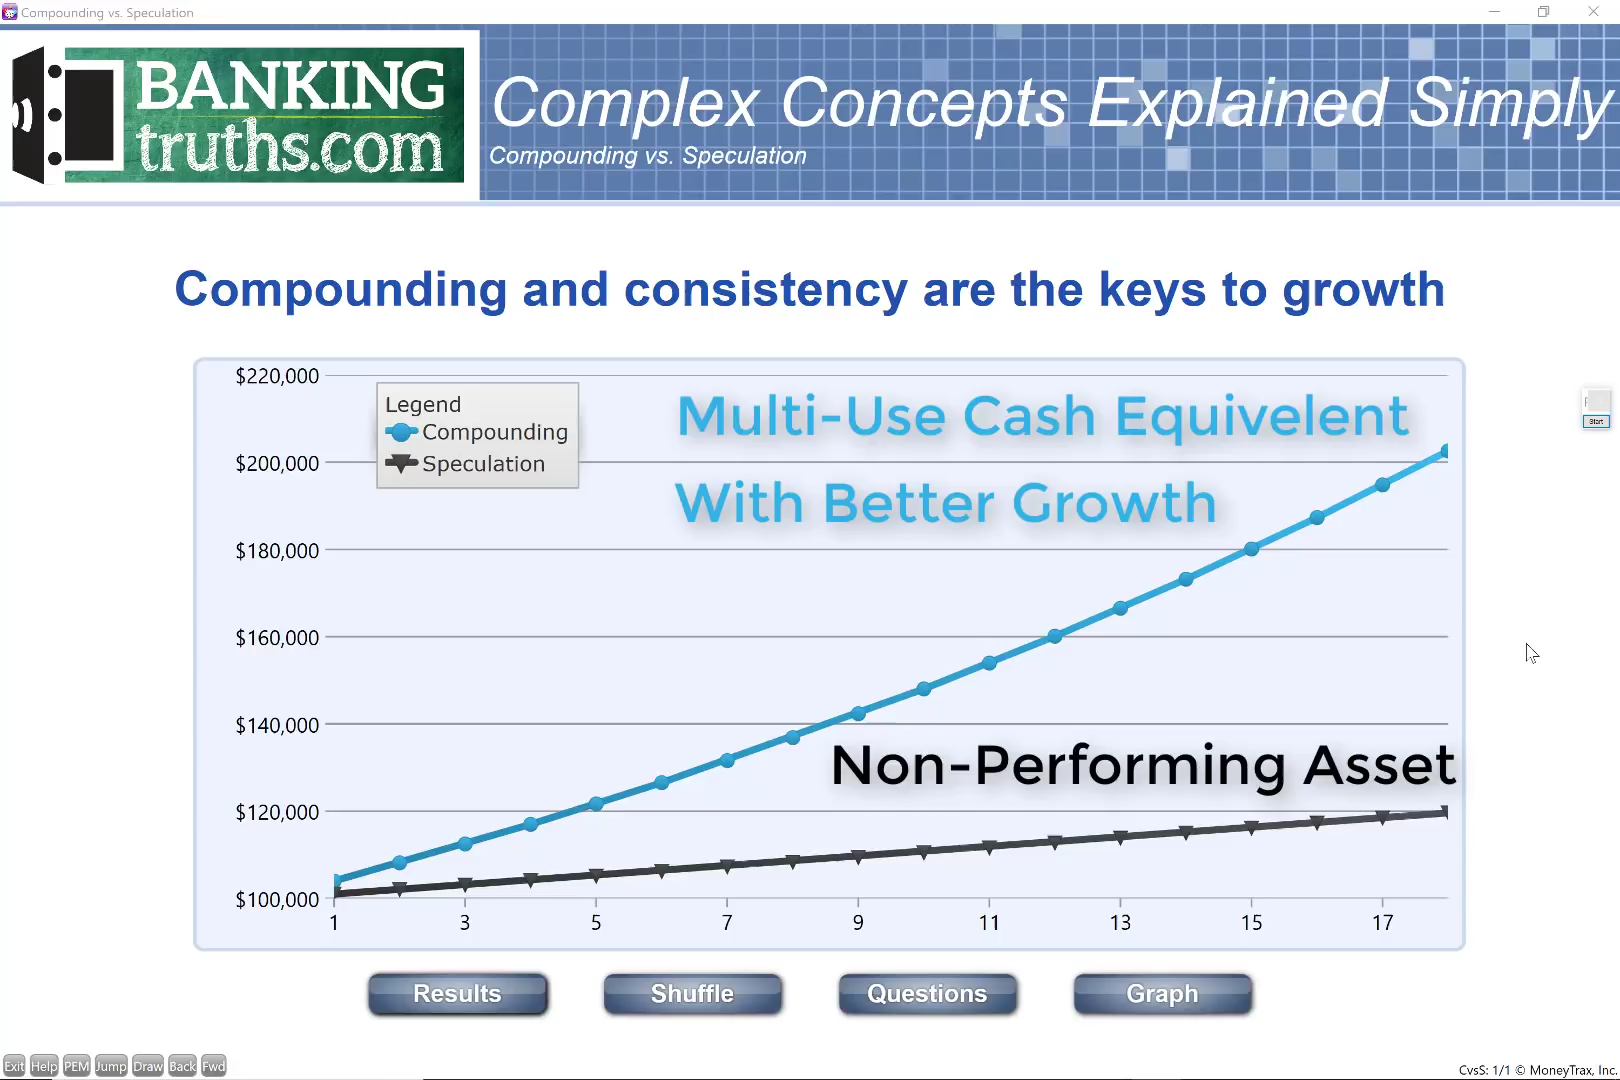 Compounding vs. Speculation
BANKING
truths.com
Complex Concepts Explained Simply
Compounding vs. Speculation
Compounding and consistency are the keys to growth
$220,000
$200,000
$180,000
$160,000
$140,000
$120,000
$100,000
Legend
Compounding
Speculation
Multi-Use Cash Equivelent
With Better Growth
Non-Performing Asset
1 3 5 7 9 11 13 15 17
Start
Results Shuffle Questions Graph
Exit Help PEM Jump Draw Back Fwd
CvsS: 1/1 © MoneyTrax, Inc.